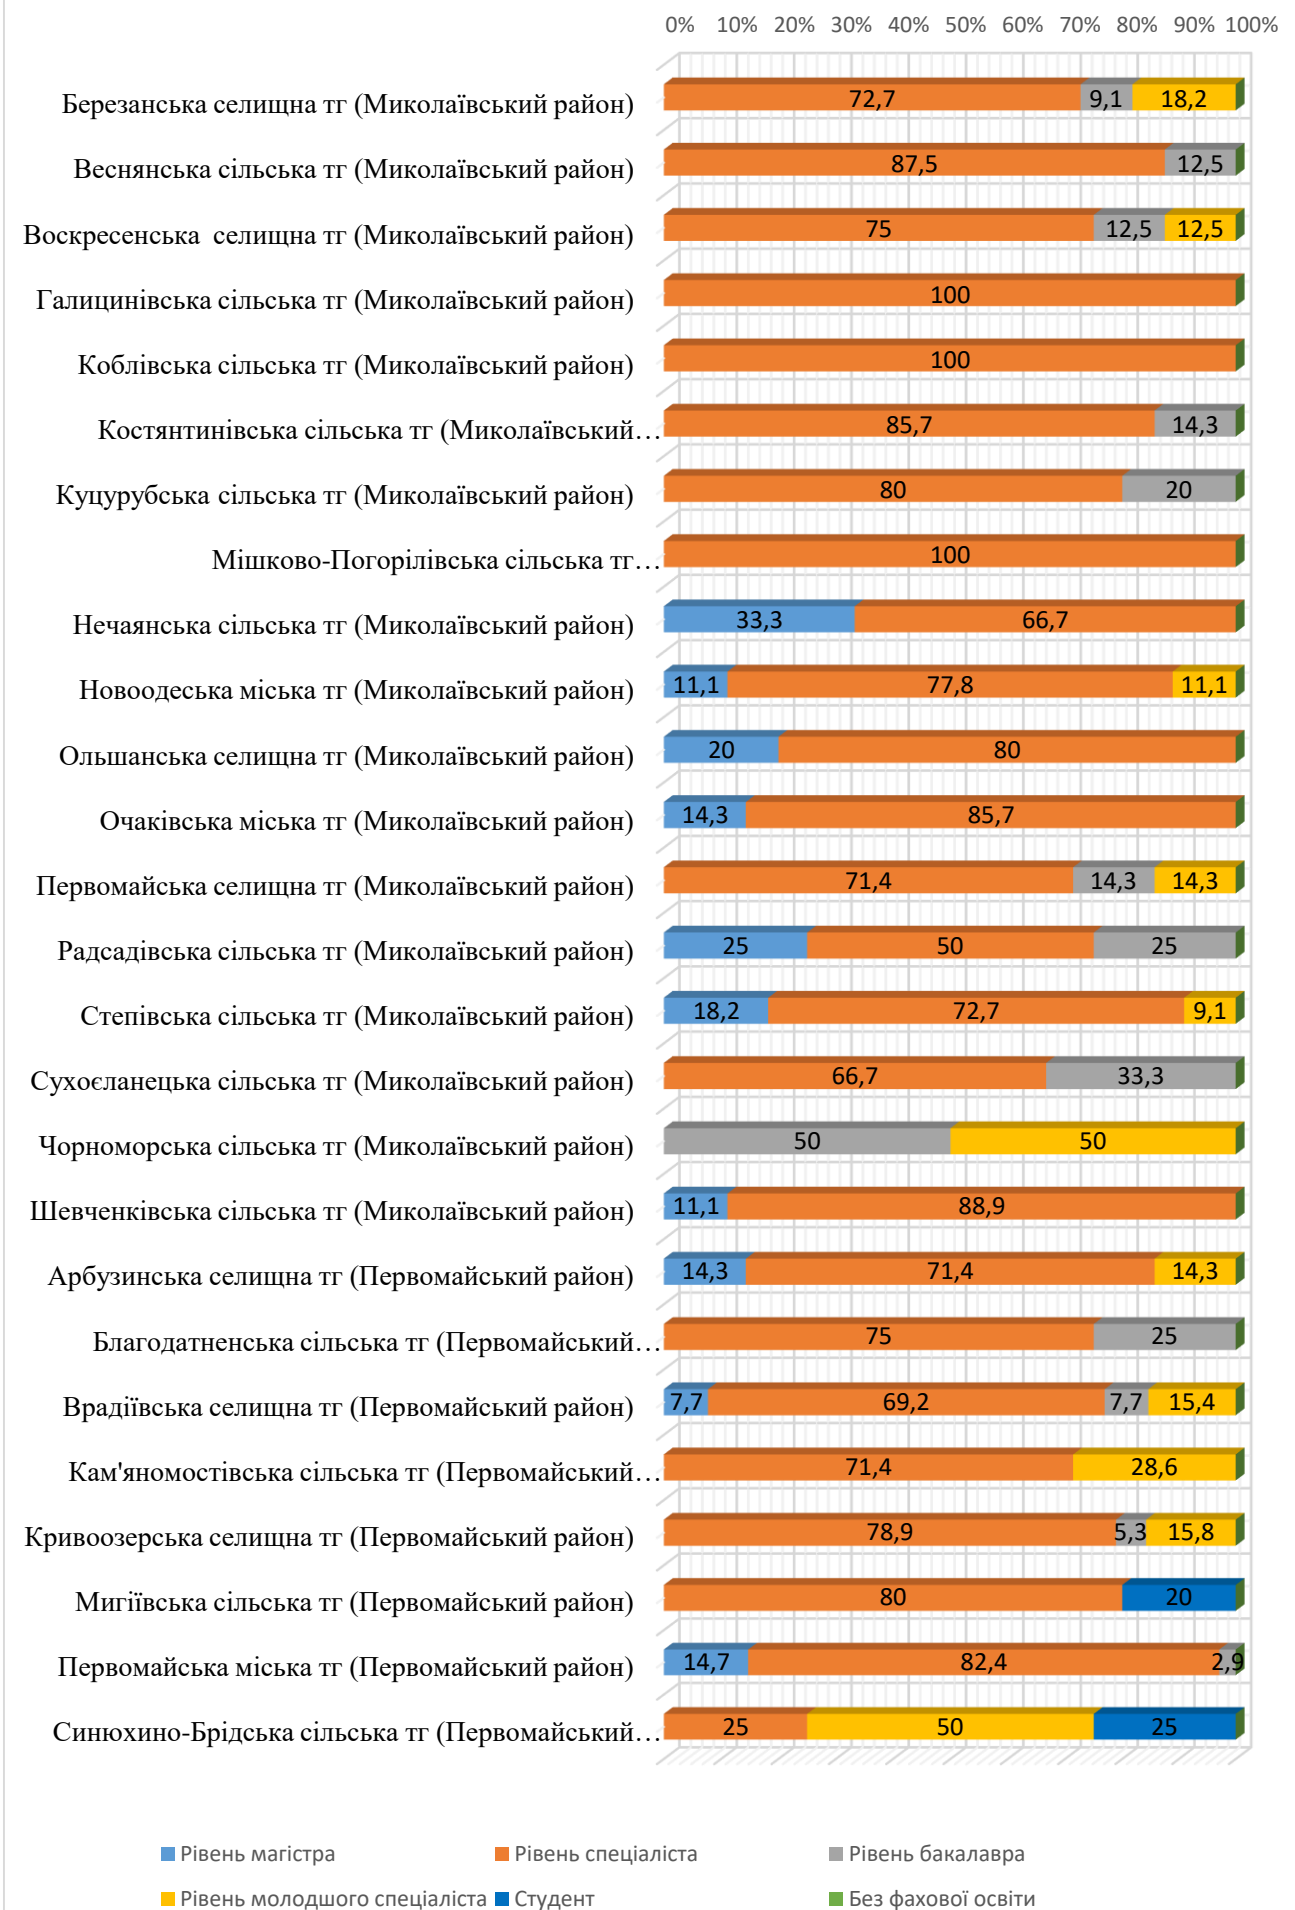 0% 10% 20% 30% 40% 50% 60% 70% 80% 90% 100%
Березанська селищна тг (Миколаївський район) 72,7 9,1 18,2
Веснянська сільська тг (Миколаївський район) 87,5 12,5
Воскресенська селищна тг (Миколаївський район) 75 12,5 12,5
Галицинівська сільська тг (Миколаївський район) 100
Коблівська сільська тг (Миколаївський район) 100
Костянтинівська сільська тг (Миколаївський… 85,7 14,3
Куцурубська сільська тг (Миколаївський район) 80 20
Мішково-Погорілівська сільська тг… 100
Нечаянська сільська тг (Миколаївський район) 33,3 66,7
Новоодеська міська тг (Миколаївський район) 11,1 77,8 11,1
Ольшанська селищна тг (Миколаївський район) 20 80
Очаківська міська тг (Миколаївський район) 14,3 85,7
Первомайська селищна тг (Миколаївський район) 71,4 14,3 14,3
Радсадівська сільська тг (Миколаївський район) 25 50 25
Степівська сільська тг (Миколаївський район) 18,2 72,7 9,1
Сухоєланецька сільська тг (Миколаївський район) 66,7 33,3
Чорноморська сільська тг (Миколаївський район) 50 50
Шевченківська сільська тг (Миколаївський район) 11,1 88,9
Арбузинська селищна тг (Первомайський район) 14,3 71,4 14,3
Благодатненська сільська тг (Первомайський… 75 25
Врадіївська селищна тг (Первомайський район) 7,7 69,2 7,7 15,4
Кам'яномостівська сільська тг (Первомайський… 71,4 28,6
Кривоозерська селищна тг (Первомайський район) 78,9 5,3 15,8
Мигіївська сільська тг (Первомайський район) 80 20
Первомайська міська тг (Первомайський район) 14,7 82,4 2,9
Синюхино-Брідська сільська тг (Первомайський… 25 50 25
Рівень магістра Рівень спеціаліста Рівень бакалавра
Рівень молодшого спеціаліста Студент Без фахової освіти